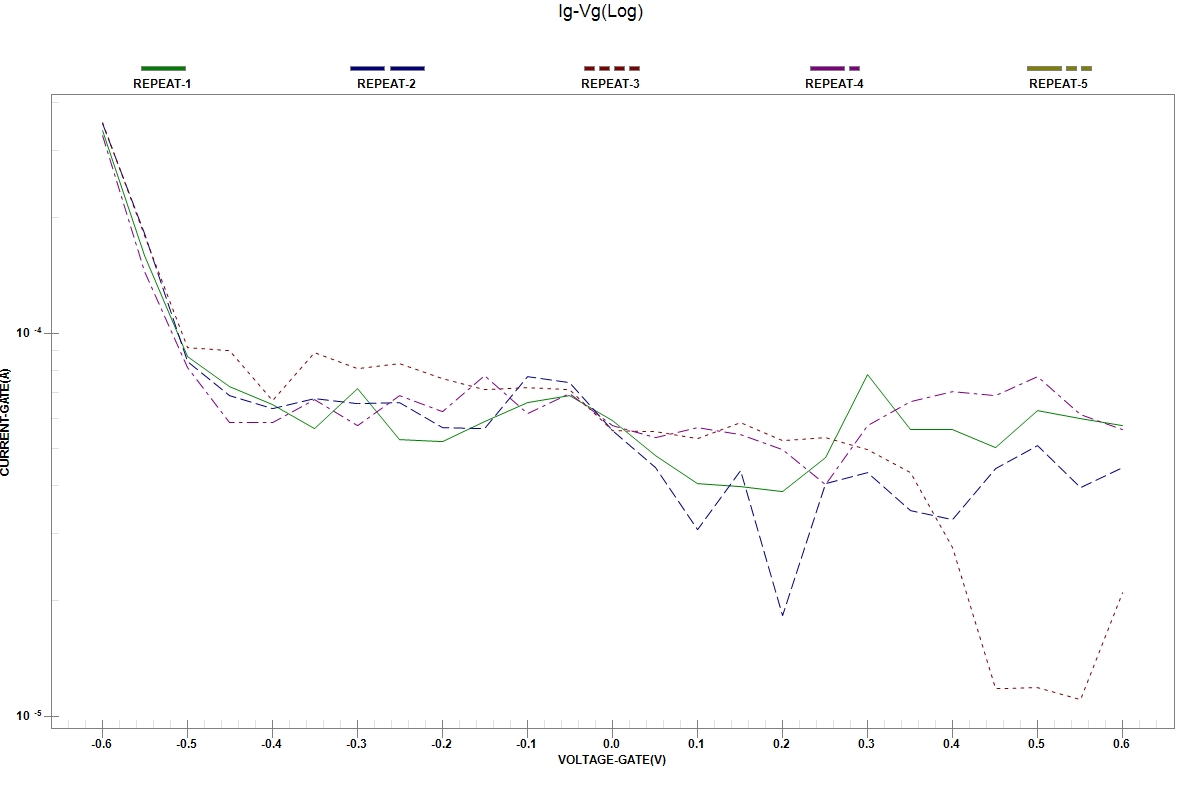 Ig-Vg(Log)
REPEAT-1 REPEAT-2 REPEAT-3 REPEAT-4 REPEAT-5
10 -4
CURRENT-GATE(A)
10 -5
-0.6 -0.5 -0.4 -0.3 -0.2 -0.1 0.0 0.1 0.2 0.3 0.4 0.5 0.6
VOLTAGE-GATE(V)